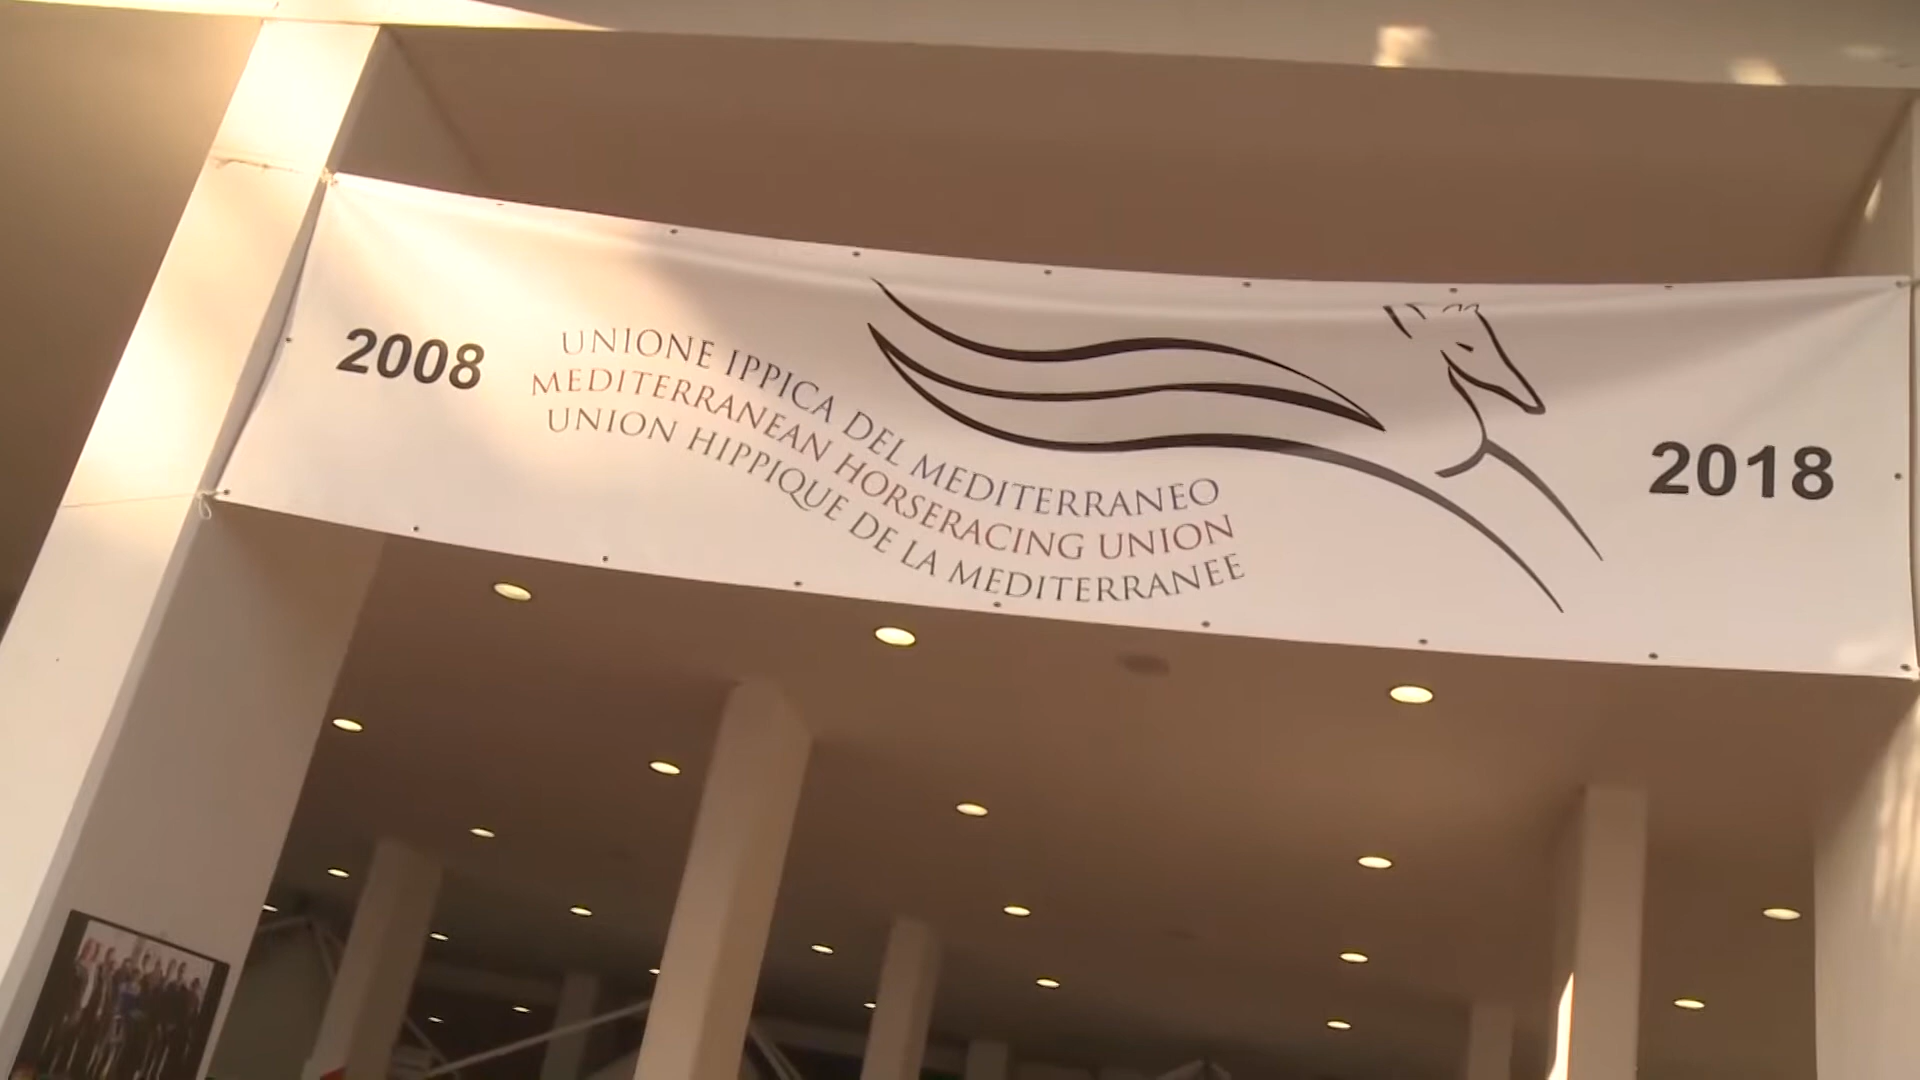 2008
UNIONE IPPICA DEL MEDITERRANEO
MEDITERRANEAN HORSERACING UNION
UNION HIPPIQUE DE LA MEDITERRANEE
2018